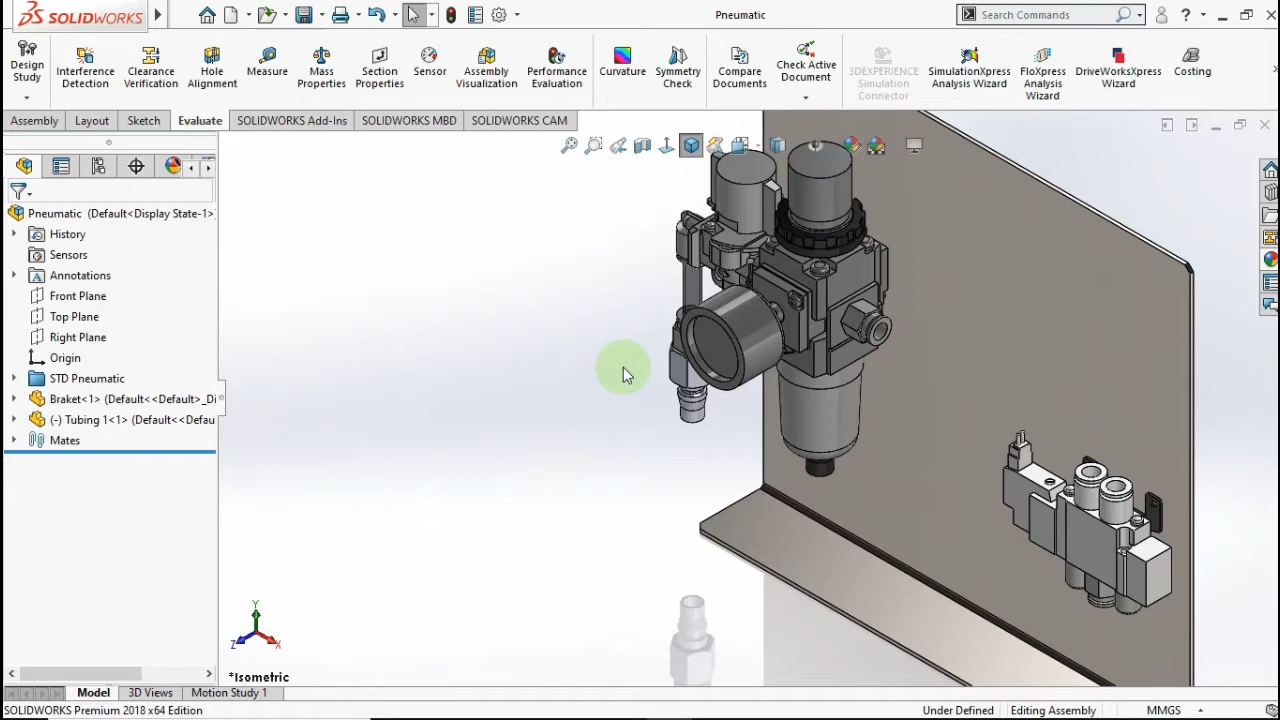 SOLIDWORKS
Pneumatic
Search Commands
Design Study
Interference Detection
Clearance Verification
Hole Alignment
Measure
Mass Properties
Section Properties
Sensor
Assembly Visualization
Performance Evaluation
Curvature
Symmetry Check
Compare Documents
Check Active Document
3DEXPERIENCE Simulation Connector
SimulationXpress Analysis Wizard
FloXpress Analysis Wizard
DriveWorksXpress Wizard
Costing
Assembly
Layout
Sketch
Evaluate
SOLIDWORKS Add-Ins
SOLIDWORKS MBD
SOLIDWORKS CAM
Pneumatic (Default<Display State-1>
History
Sensors
Annotations
Front Plane
Top Plane
Right Plane
Origin
STD Pneumatic
Braket<1> (Default<<Default>_Di
(-) Tubing 1<1> (Default<<Defau
Mates
Y
Z
X
*Isometric
Model
3D Views
Motion Study 1
SOLIDWORKS Premium 2018 x64 Edition
Under Defined
Editing Assembly
MMGS